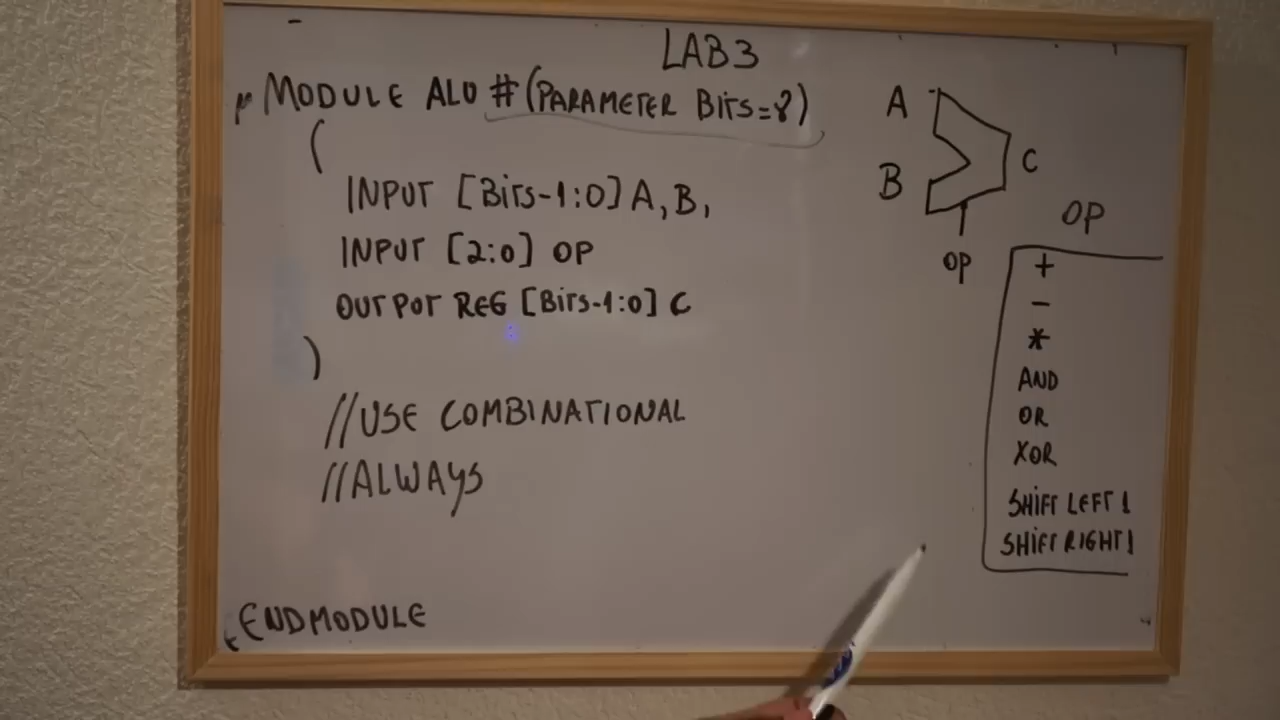 LAB3
MODULE ALU #(PARAMETER BiTS=8)
(
INPUT [BiTS-1:0] A, B,
INPUT [2:0] OP
OUTPUT REG [BiTS-1:0] C
)
//USE COMBINATIONAL
//ALWAYS
ENDMODULE
A
B
C
OP
OP
+
-
*
AND
OR
XOR
SHiFT LEFT 1
SHiFT RIGHT 1